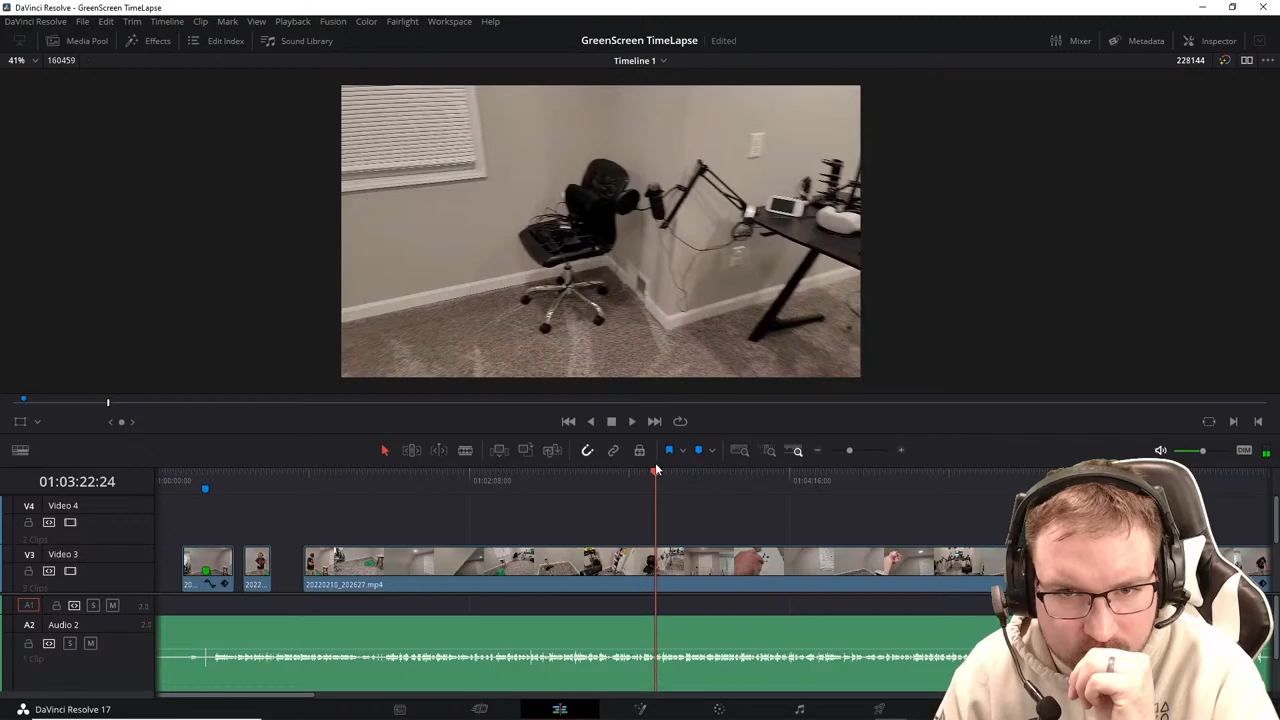 DaVinci Resolve - GreenScreen TimeLapse
DaVinci Resolve File Edit Trim Timeline Clip Mark View Playback Fusion Color Fairlight Workspace Help
Media Pool Effects Edit Index Sound Library GreenScreen TimeLapse Edited Mixer Metadata Inspector
41% 160459 Timeline 1 228144
DIM
01:03:22:24 1:00:00:00 01:02:08:00 01:04:16:00
V4 Video 4
2 Clips
V3 Video 3
20... 2022... 20220210_202627.mp4
3 Clips
A1 S M 2.0
A2 Audio 2 2.0
S M
1 Clip
DaVinci Resolve 17